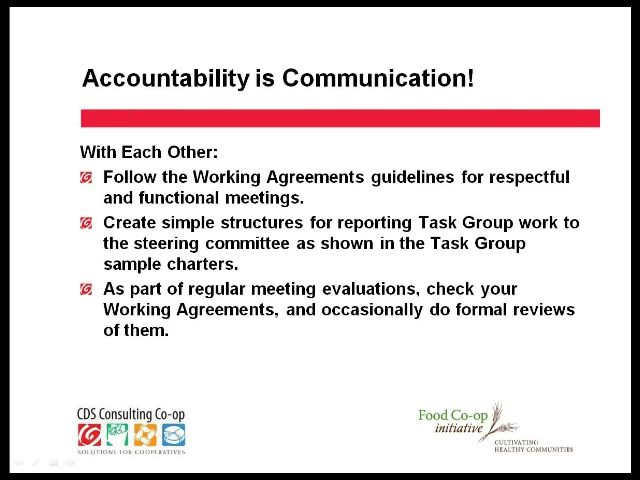 Accountability is Communication!
With Each Other:
Follow the Working Agreements guidelines for respectful
and functional meetings.
Create simple structures for reporting Task Group work to
the steering committee as shown in the Task Group
sample charters.
As part of regular meeting evaluations, check your
Working Agreements, and occasionally do formal reviews
of them.
CDS Consulting Co-op
SOLUTIONS FOR COOPERATIVES
Food Co-op
initiative
CULTIVATING
HEALTHY COMMUNITIES